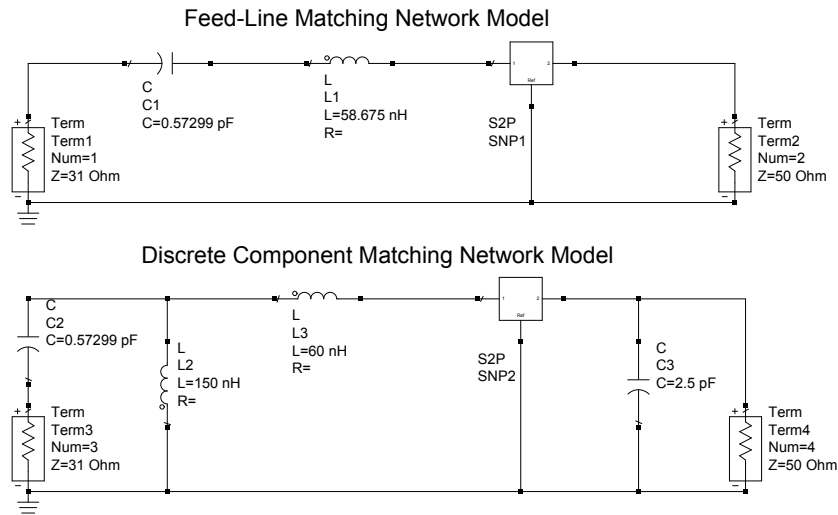 Feed-Line Matching Network Model
C
C1
C=0.57299 pF
L
L1
L=58.675 nH
R=
1
2
Ref
S2P
SNP1
+
Term
Term1
Num=1
Z=31 Ohm
−
+
Term
Term2
Num=2
Z=50 Ohm
−
Discrete Component Matching Network Model
C
C2
C=0.57299 pF
L
L2
L=150 nH
R=
L
L3
L=60 nH
R=
1
2
Ref
S2P
SNP2
C
C3
C=2.5 pF
+
Term
Term3
Num=3
Z=31 Ohm
−
+
Term
Term4
Num=4
Z=50 Ohm
−